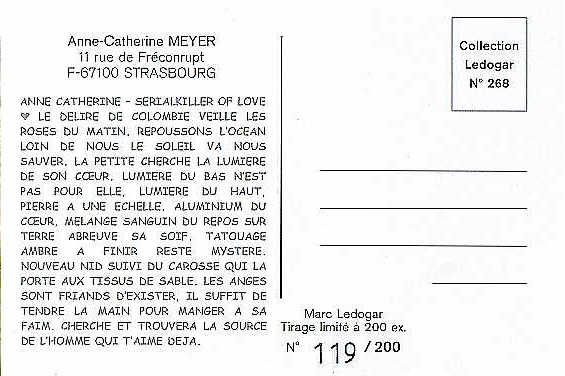 Anne-Catherine MEYER
11 rue de Fréconrupt
F-67100 STRASBOURG
ANNE CATHERINE - SERIALKILLER OF LOVE
♥ LE DELIRE DE COLOMBIE VEILLE LES
ROSES DU MATIN. REPOUSSONS L'OCEAN
LOIN DE NOUS LE SOLEIL VA NOUS
SAUVER. LA PETITE CHERCHE LA LUMIERE
DE SON CŒUR. LUMIERE DU BAS N'EST
PAS POUR ELLE, LUMIERE DU HAUT,
PIERRE A UNE ECHELLE. ALUMINIUM DU
CŒUR, MELANGE SANGUIN DU REPOS SUR
TERRE ABREUVE SA SOIF. TATOUAGE
AMBRE A FINIR RESTE MYSTERE.
NOUVEAU NID SUIVI DU CAROSSE QUI LA
PORTE AUX TISSUS DE SABLE. LES ANGES
SONT FRIANDS D'EXISTER, IL SUFFIT DE
TENDRE LA MAIN POUR MANGER A SA
FAIM. CHERCHE ET TROUVERA LA SOURCE
DE L'HOMME QUI T'AIME DEJA.
Collection
Ledogar
N° 268
Marc Ledogar
Tirage limité à 200 ex.
N° 119 / 200